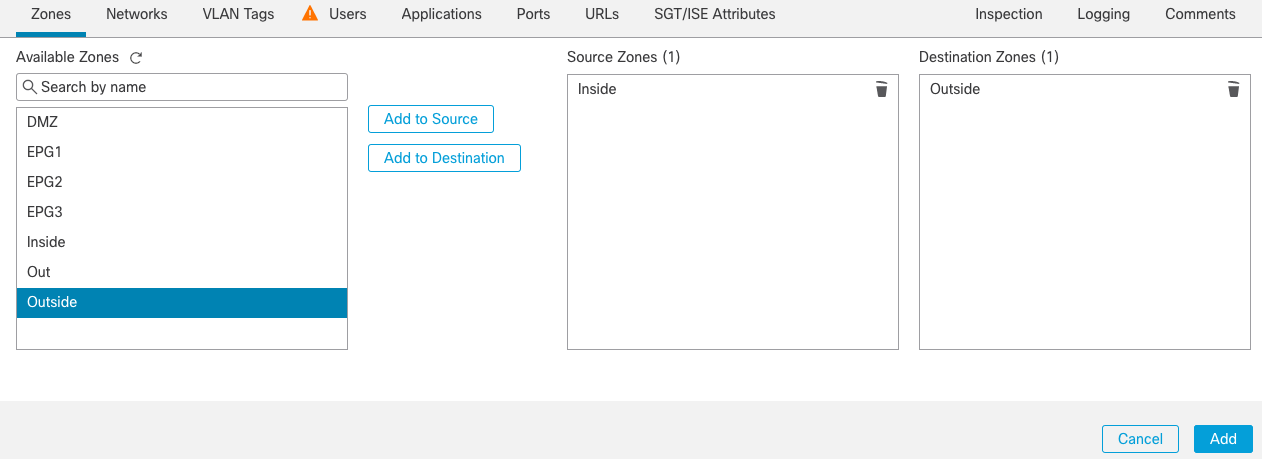 Zones Networks VLAN Tags Users Applications Ports URLs SGT/ISE Attributes Inspection Logging Comments
Available Zones
Search by name
DMZ
EPG1
EPG2
EPG3
Inside
Out
Outside
Add to Source
Add to Destination
Source Zones (1)
Inside
Destination Zones (1)
Outside
Cancel Add